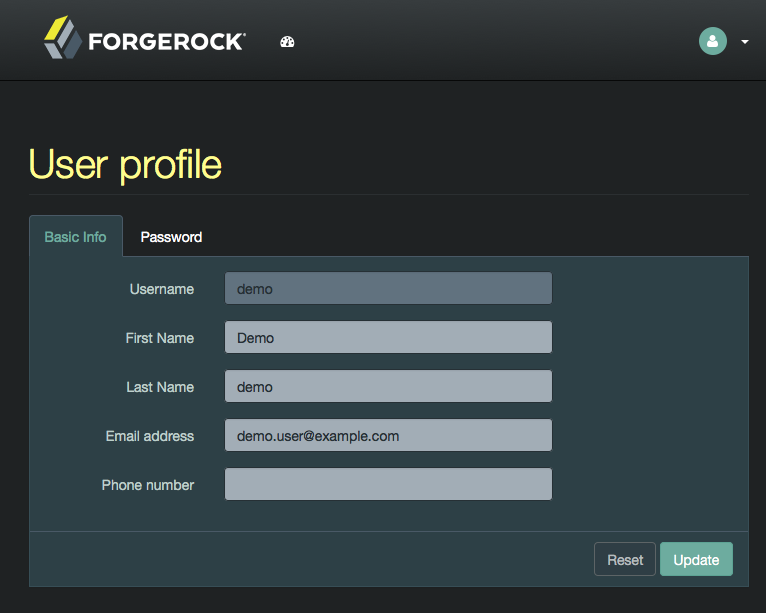 FORGEROCK
User profile
Basic Info Password
Username demo
First Name Demo
Last Name demo
Email address demo.user@example.com
Phone number
Reset Update